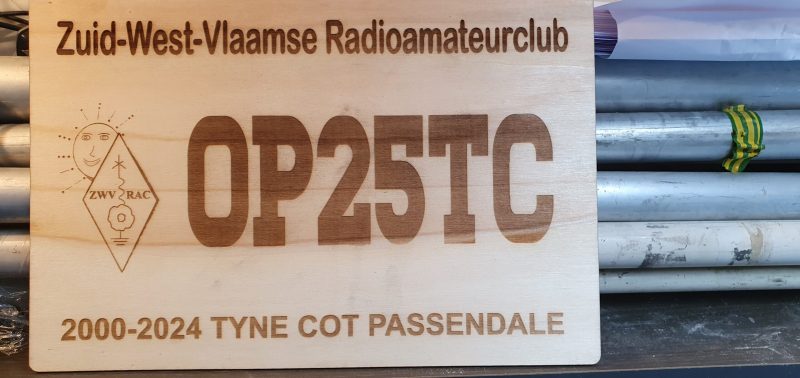 Zuid-West-Vlaamse Radioamateurclub
OP25TC
ZWV RAC
2000-2024 TYNE COT PASSENDALE